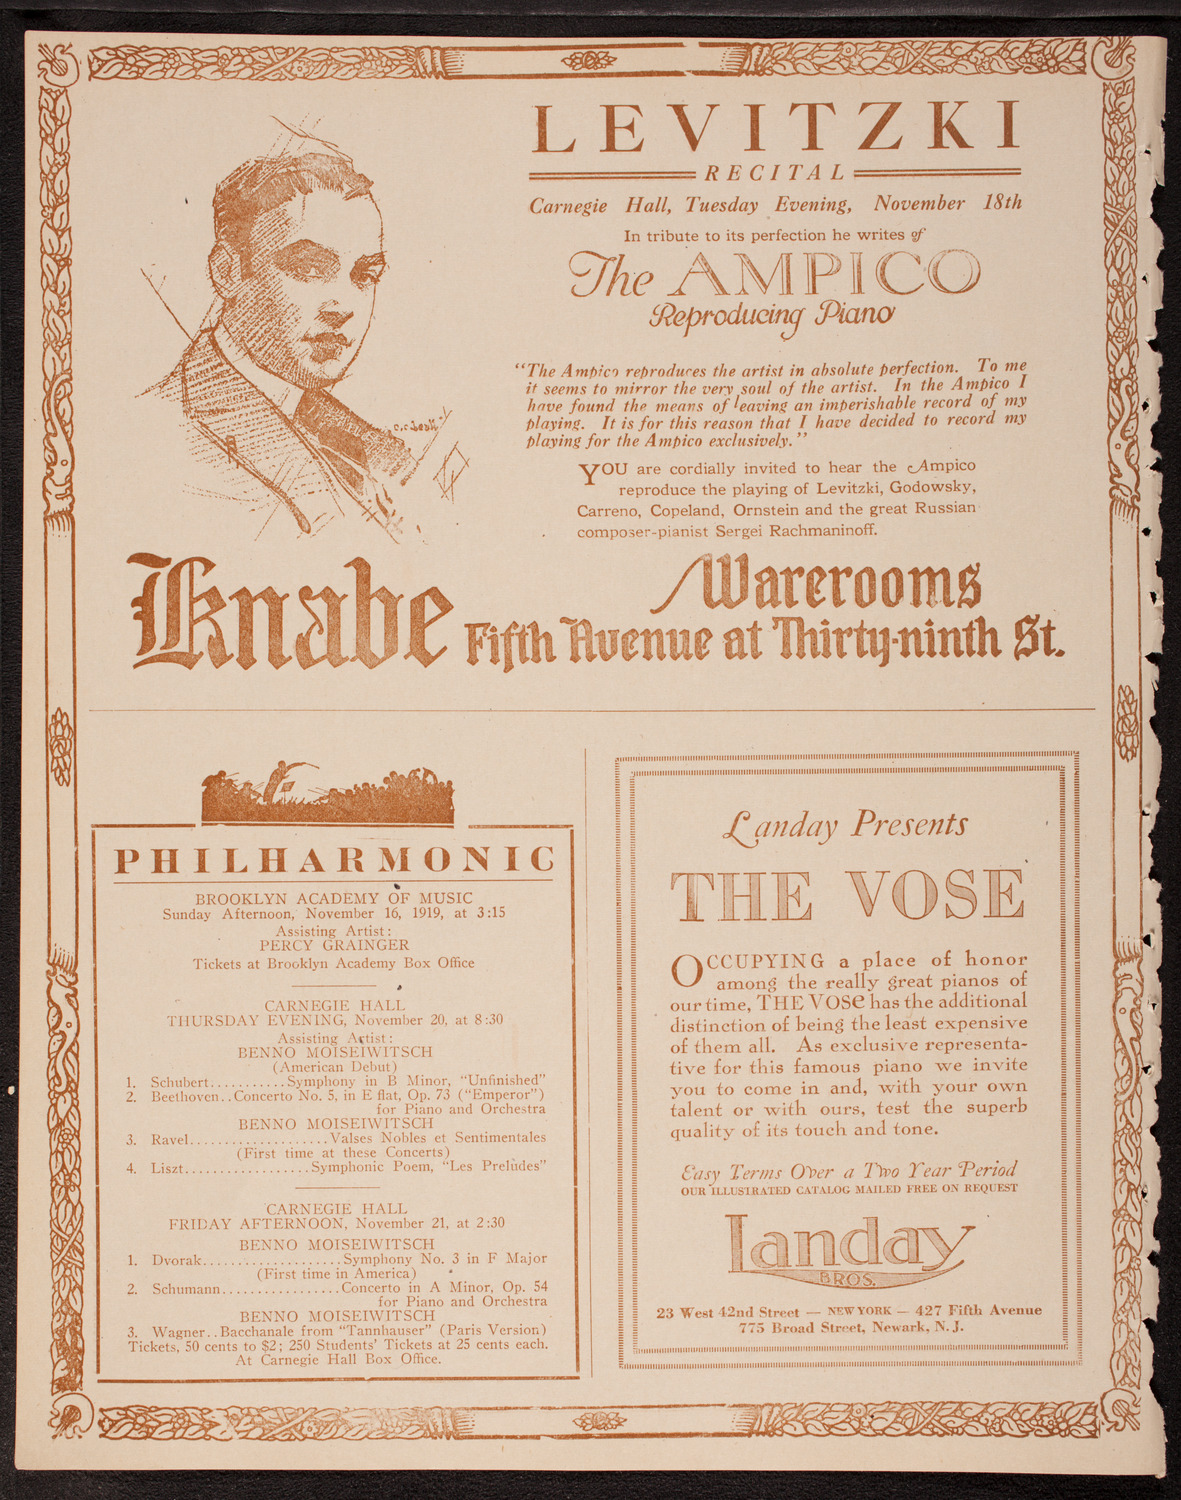 LEVITZKI
RECITAL
Carnegie Hall, Tuesday Evening, November 18th
In tribute to its perfection he writes of
The AMPICO
Reproducing Piano
"The Ampico reproduces the artist in absolute perfection. To me
it seems to mirror the very soul of the artist. In the Ampico I
have found the means of leaving an imperishable record of my
playing. It is for this reason that I have decided to record my
playing for the Ampico exclusively."
YOU are cordially invited to hear the Ampico
reproduce the playing of Levitzki, Godowsky,
Carreno, Copeland, Ornstein and the great Russian
composer-pianist Sergei Rachmaninoff.
Knabe Warerooms
Fifth Avenue at Thirty-ninth St.
PHILHARMONIC
BROOKLYN ACADEMY OF MUSIC
Sunday Afternoon, November 16, 1919, at 3:15
Assisting Artist:
PERCY GRAINGER
Tickets at Brooklyn Academy Box Office
CARNEGIE HALL
THURSDAY EVENING, November 20, at 8:30
Assisting Artist:
BENNO MOISEIWITSCH
(American Debut)
1. Schubert...........Symphony in B Minor, "Unfinished"
2. Beethoven..Concerto No. 5, in E flat, Op. 73 ("Emperor")
for Piano and Orchestra
BENNO MOISEIWITSCH
3. Ravel....................Valses Nobles et Sentimentales
(First time at these Concerts)
4. Liszt.................Symphonic Poem, "Les Preludes"
CARNEGIE HALL
FRIDAY AFTERNOON, November 21, at 2:30
BENNO MOISEIWITSCH
1. Dvorak....................Symphony No. 3 in F Major
(First time in America)
2. Schumann.................Concerto in A Minor, Op. 54
for Piano and Orchestra
BENNO MOISEIWITSCH
3. Wagner..Bacchanale from "Tannhauser" (Paris Version)
Tickets, 50 cents to $2; 250 Students' Tickets at 25 cents each.
At Carnegie Hall Box Office.
Landay Presents
THE VOSE
OCCUPYING a place of honor
among the really great pianos of
our time, THE VOSE has the additional
distinction of being the least expensive
of them all. As exclusive representa-
tive for this famous piano we invite
you to come in and, with your own
talent or with ours, test the superb
quality of its touch and tone.
Easy Terms Over a Two Year Period
OUR ILLUSTRATED CATALOG MAILED FREE ON REQUEST
Landay
BROS.
23 West 42nd Street — NEW YORK — 427 Fifth Avenue
775 Broad Street, Newark, N. J.